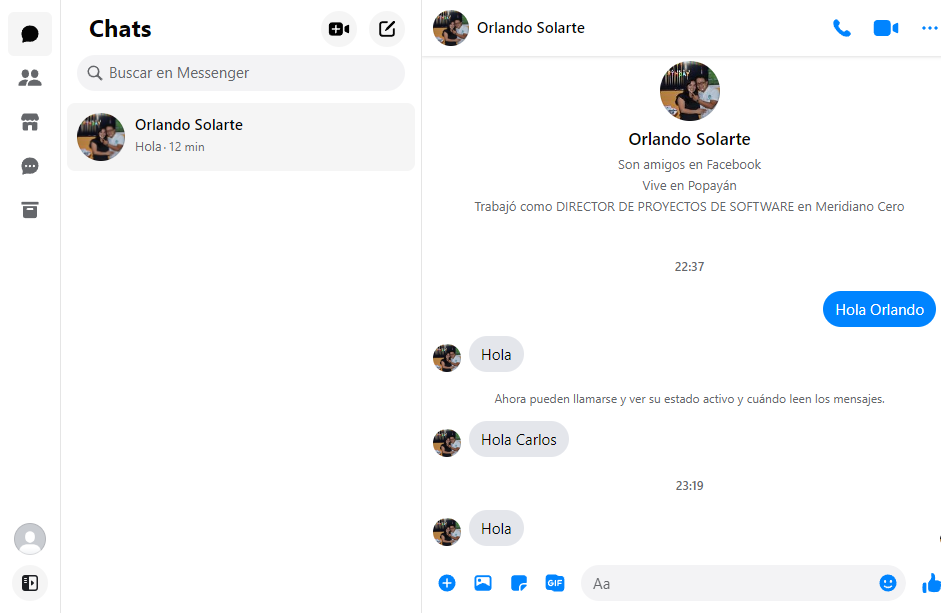 Chats
Buscar en Messenger
Orlando Solarte
Hola · 12 min
Orlando Solarte
Orlando Solarte
Son amigos en Facebook
Vive en Popayán
Trabajó como DIRECTOR DE PROYECTOS DE SOFTWARE en Meridiano Cero
22:37
Hola Orlando
Hola
Ahora pueden llamarse y ver su estado activo y cuándo leen los mensajes.
Hola Carlos
23:19
Hola
GIF
Aa